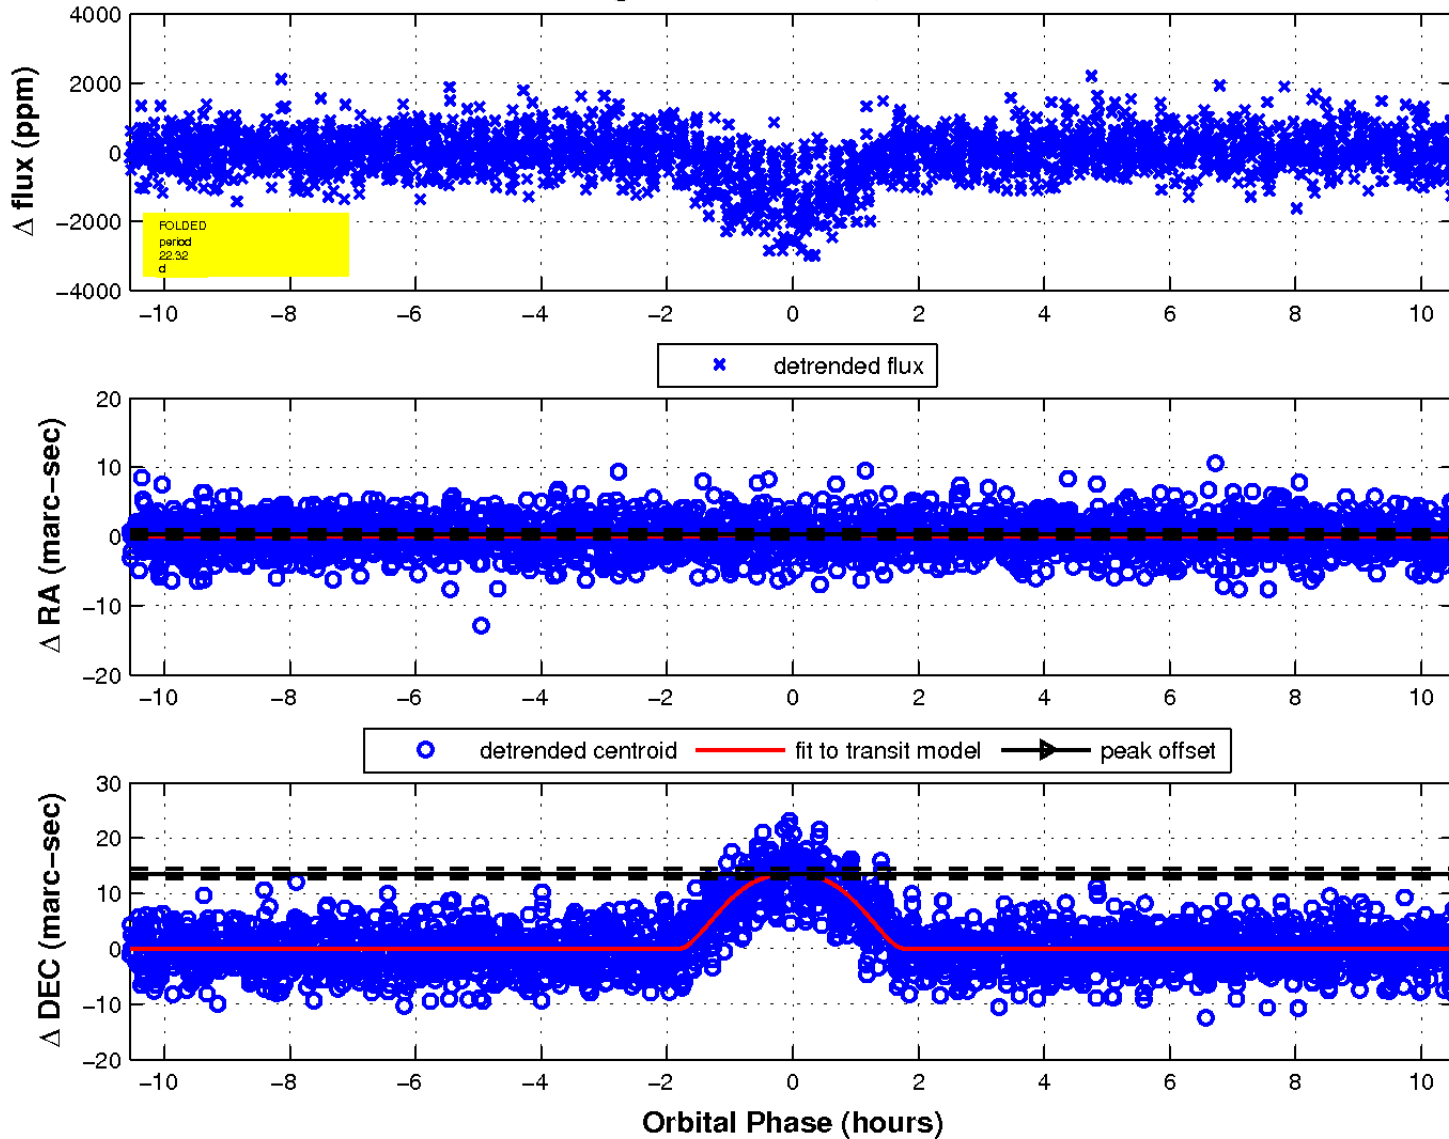 4000
2000
0
−2000
−4000
Δ flux (ppm)
FOLDED
period
22.32
d
−10 −8 −6 −4 −2 0 2 4 6 8 10
detrended flux
20
10
0
−10
−20
Δ RA (marc−sec)
−10 −8 −6 −4 −2 0 2 4 6 8 10
detrended centroid fit to transit model peak offset
30
20
10
0
−10
−20
Δ DEC (marc−sec)
−10 −8 −6 −4 −2 0 2 4 6 8 10
Orbital Phase (hours)